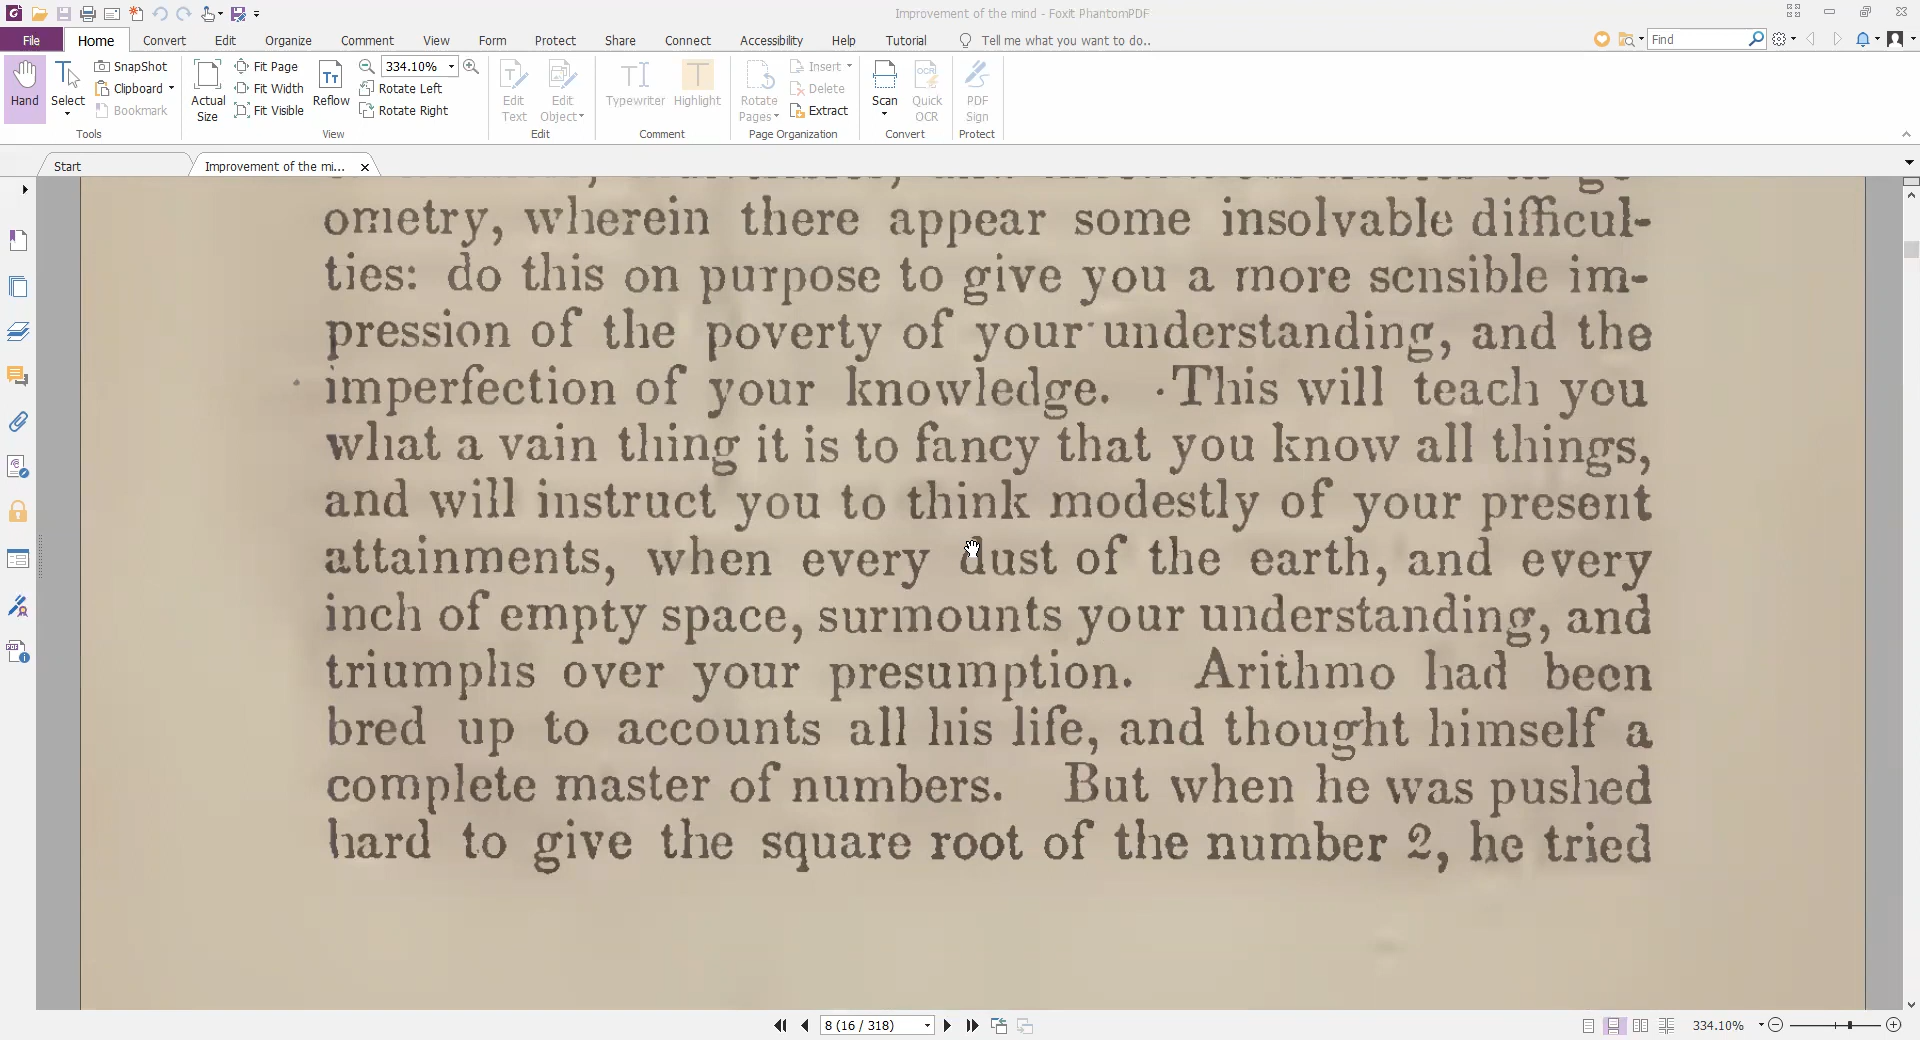 Improvement of the mind - Foxit PhantomPDF
File Home Convert Edit Organize Comment View Form Protect Share Connect Accessibility Help Tutorial Tell me what you want to do.. Find
Hand
Select
SnapShot
Clipboard
Bookmark
Tools
Actual Size
Fit Page
Fit Width
Fit Visible
Reflow
334.10%
Rotate Left
Rotate Right
View
Edit Text
Edit Object
Edit
Typewriter
Highlight
Comment
Rotate Pages
Insert
Delete
Extract
Page Organization
Scan
Quick OCR
Convert
PDF Sign
Protect
Start
Improvement of the mi...
ometry, wherein there appear some insolvable difficul-
ties: do this on purpose to give you a more sensible im-
pression of the poverty of your understanding, and the
imperfection of your knowledge. This will teach you
what a vain thing it is to fancy that you know all things,
and will instruct you to think modestly of your present
attainments, when every dust of the earth, and every
inch of empty space, surmounts your understanding, and
triumphs over your presumption. Arithmo had been
bred up to accounts all his life, and thought himself a
complete master of numbers. But when he was pushed
hard to give the square root of the number 2, he tried
8 (16 / 318)
334.10%